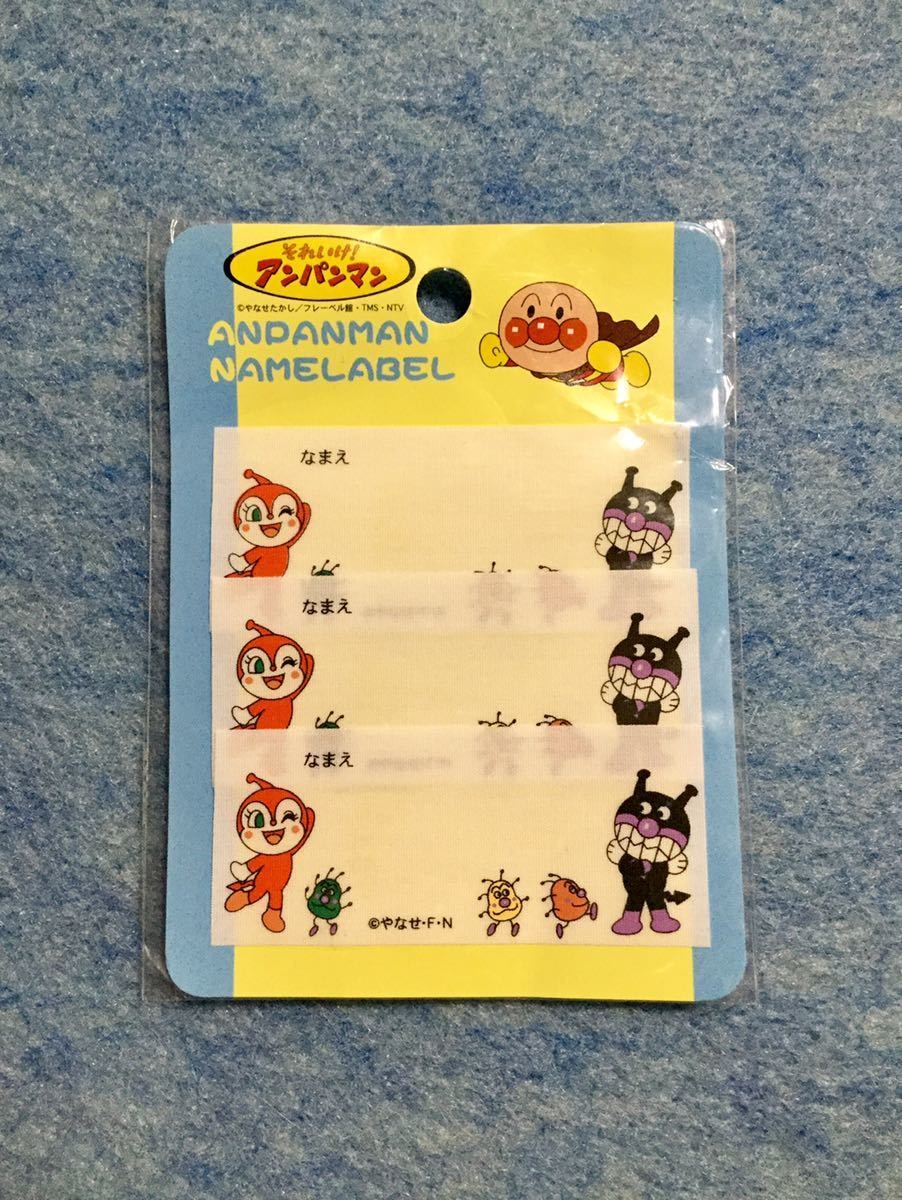 それいけ!
アンパンマン
©やなせたかし／フレーベル館・TMS・NTV
ANPANMAN
NAMELABEL
なまえ
なまえ
なまえ
©やなせ・F・N